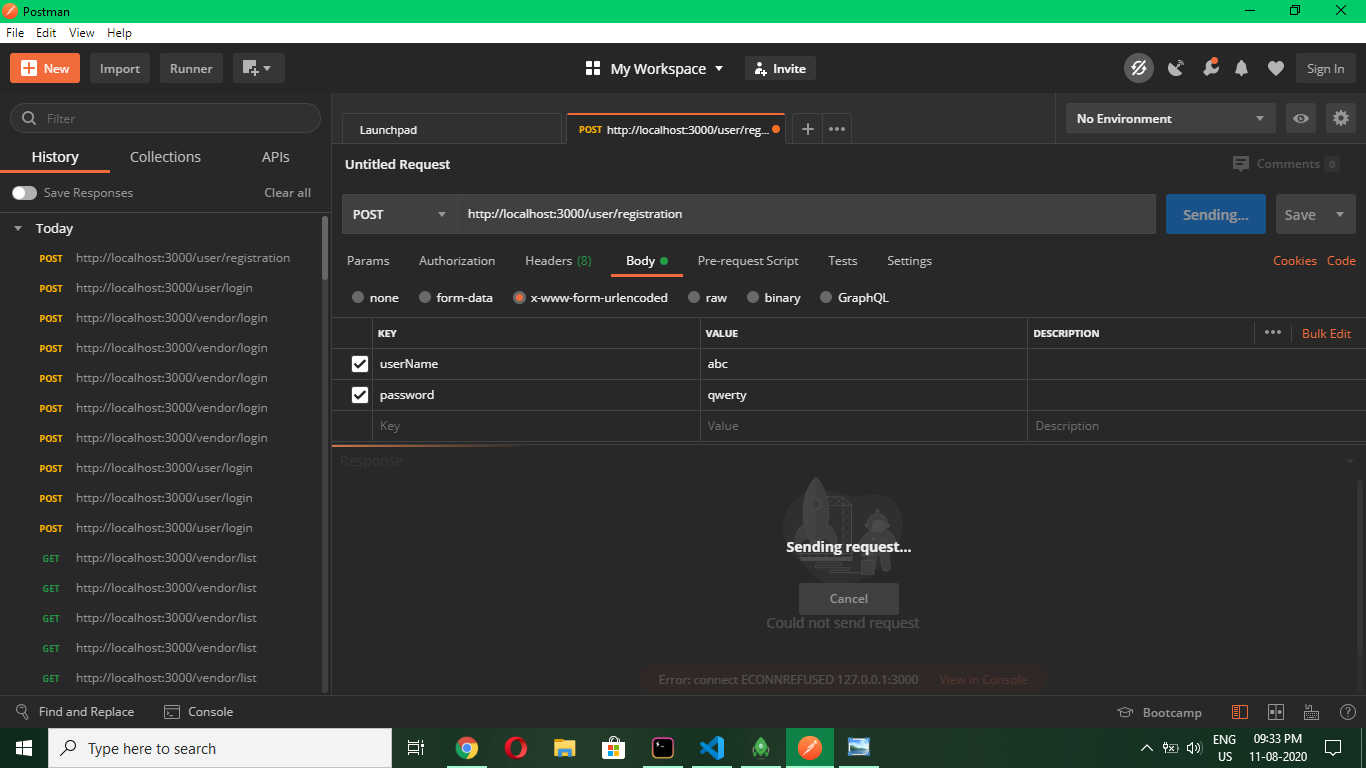 Postman
File Edit View Help
New Import Runner My Workspace Invite Sign In
Filter
History Collections APIs
Save Responses Clear all
Today
POST http://localhost:3000/user/registration
POST http://localhost:3000/user/login
POST http://localhost:3000/vendor/login
POST http://localhost:3000/vendor/login
POST http://localhost:3000/vendor/login
POST http://localhost:3000/vendor/login
POST http://localhost:3000/vendor/login
POST http://localhost:3000/user/login
POST http://localhost:3000/user/login
POST http://localhost:3000/user/login
GET http://localhost:3000/vendor/list
GET http://localhost:3000/vendor/list
GET http://localhost:3000/vendor/list
GET http://localhost:3000/vendor/list
GET http://localhost:3000/vendor/list
Launchpad POST http://localhost:3000/user/reg... No Environment
Untitled Request Comments 0
POST http://localhost:3000/user/registration Sending... Save
Params Authorization Headers (8) Body Pre-request Script Tests Settings Cookies Code
none form-data x-www-form-urlencoded raw binary GraphQL
KEY VALUE DESCRIPTION Bulk Edit
userName abc
password qwerty
Key Value Description
Response
Sending request...
Cancel
Could not send request
Error: connect ECONNREFUSED 127.0.0.1:3000 View in Console
Find and Replace Console Bootcamp
Type here to search
ENG 09:33 PM
US 11-08-2020